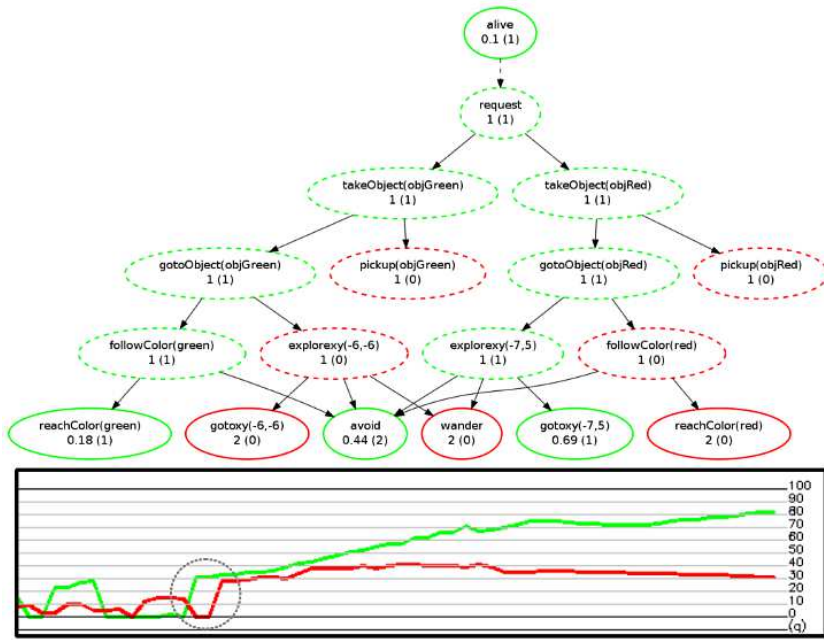 alive
0.1 (1)
request
1 (1)
takeObject(objGreen)
1 (1)
takeObject(objRed)
1 (1)
gotoObject(objGreen)
1 (1)
pickup(objGreen)
1 (0)
gotoObject(objRed)
1 (1)
pickup(objRed)
1 (0)
followColor(green)
1 (1)
explorexy(-6,-6)
1 (0)
explorexy(-7,5)
1 (1)
followColor(red)
1 (0)
reachColor(green)
0.18 (1)
gotoxy(-6,-6)
2 (0)
avoid
0.44 (2)
wander
2 (0)
gotoxy(-7,5)
0.69 (1)
reachColor(red)
2 (0)
100
90
80
70
60
50
40
30
20
10
0
(q)